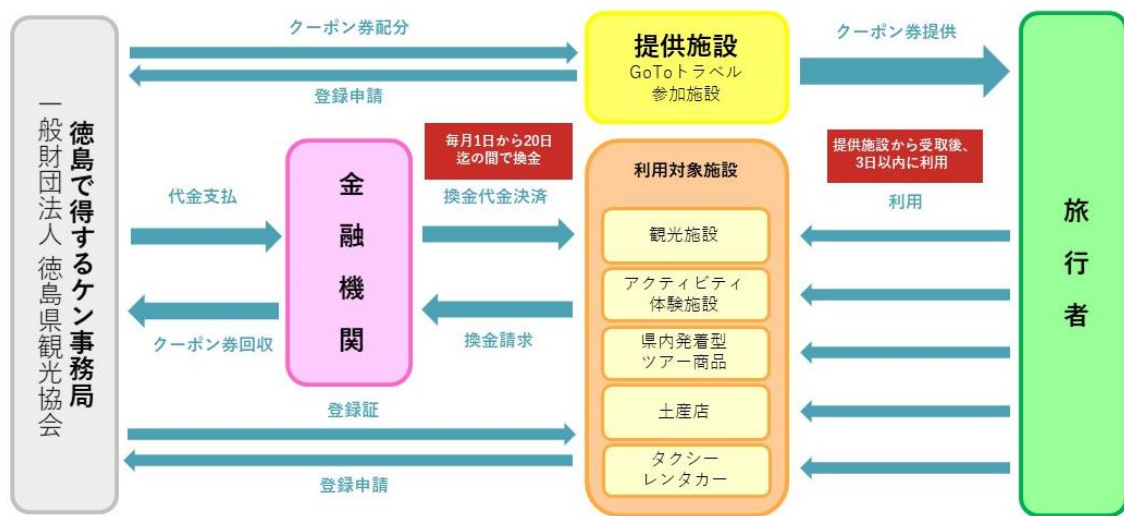 徳島で得するケン事務局
一般財団法人 徳島県観光協会
クーポン券配分
登録申請
提供施設
GoToトラベル
参加施設
クーポン券提供
毎月1日から20日
迄の間で換金
提供施設から受取後、
3日以内に利用
代金支払
クーポン券回収
金融機関
換金代金決済
換金請求
利用対象施設
観光施設
アクティビティ
体験施設
県内発着型
ツアー商品
土産店
タクシー
レンタカー
利用
旅行者
登録証
登録申請